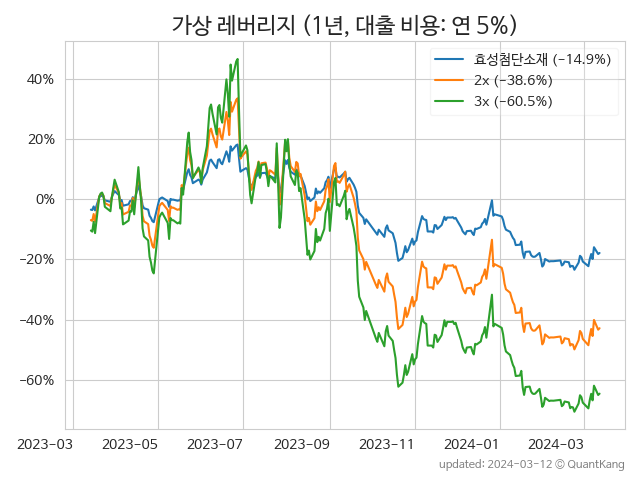 가상 레버리지 (1년, 대출 비용: 연 5%)
효성첨단소재 (-14.9%)
2x (-38.6%)
3x (-60.5%)
40%
20%
0%
−20%
−40%
−60%
2023-03 2023-05 2023-07 2023-09 2023-11 2024-01 2024-03
updated: 2024-03-12 © QuantKang